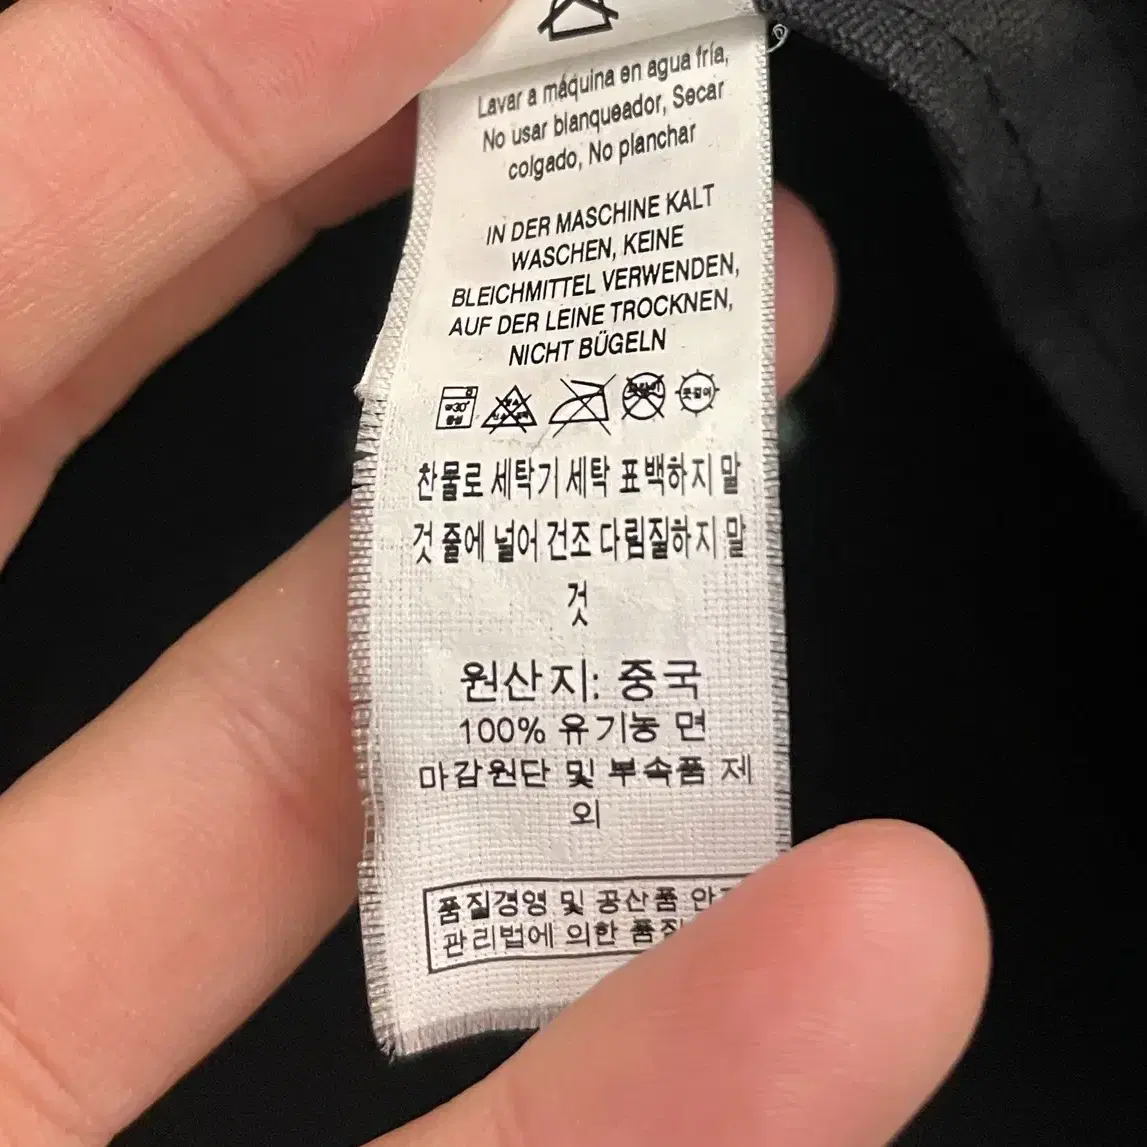 Lavar a máquina en agua fría,
No usar blanqueador, Secar
colgado, No planchar
IN DER MASCHINE KALT
WASCHEN, KEINE
BLEICHMITTEL VERWENDEN,
AUF DER LEINE TROCKNEN,
NICHT BÜGELN
찬물로 세탁기 세탁 표백하지 말
것 줄에 널어 건조 다림질하지 말
것
원산지: 중국
100% 유기농 면
마감원단 및 부속품 제
외
품질경영 및 공산품
관리법에 의한